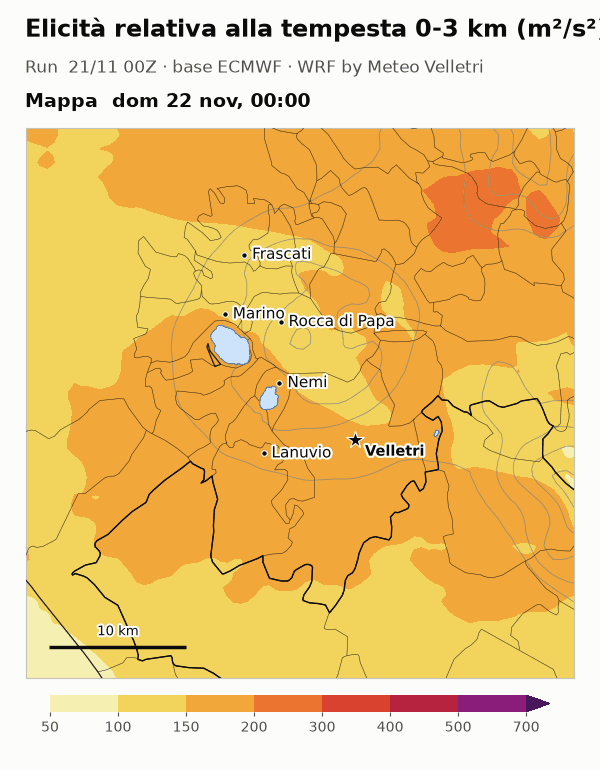 Elicità relativa alla tempesta 0-3 km (m²/s²)
Run 21/11 00Z · base ECMWF · WRF by Meteo Velletri
Mappa dom 22 nov, 00:00
Frascati
Marino
Rocca di Papa
Nemi
Velletri
Lanuvio
10 km
50 100 150 200 300 400 500 700